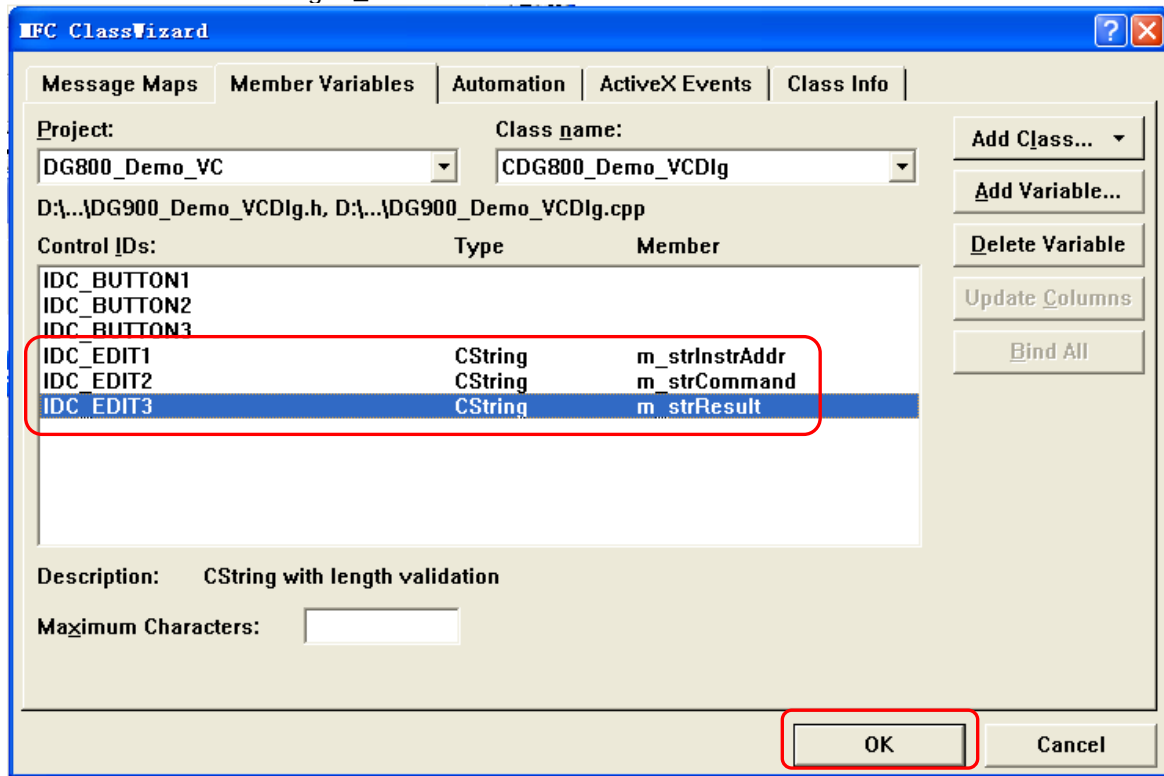 MFC ClassWizard
Message Maps Member Variables Automation ActiveX Events Class Info
Project: Class name:
Add Class...
DG800_Demo_VC CDG800_Demo_VCDlg
Add Variable...
D:\...\DG900_Demo_VCDlg.h, D:\...\DG900_Demo_VCDlg.cpp
Control IDs: Type Member
Delete Variable
IDC_BUTTON1
IDC_BUTTON2
Update Columns
IDC_BUTTON3
IDC_EDIT1 CString m_strInstrAddr
Bind All
IDC_EDIT2 CString m_strCommand
IDC_EDIT3 CString m_strResult
Description: CString with length validation
Maximum Characters:
OK Cancel